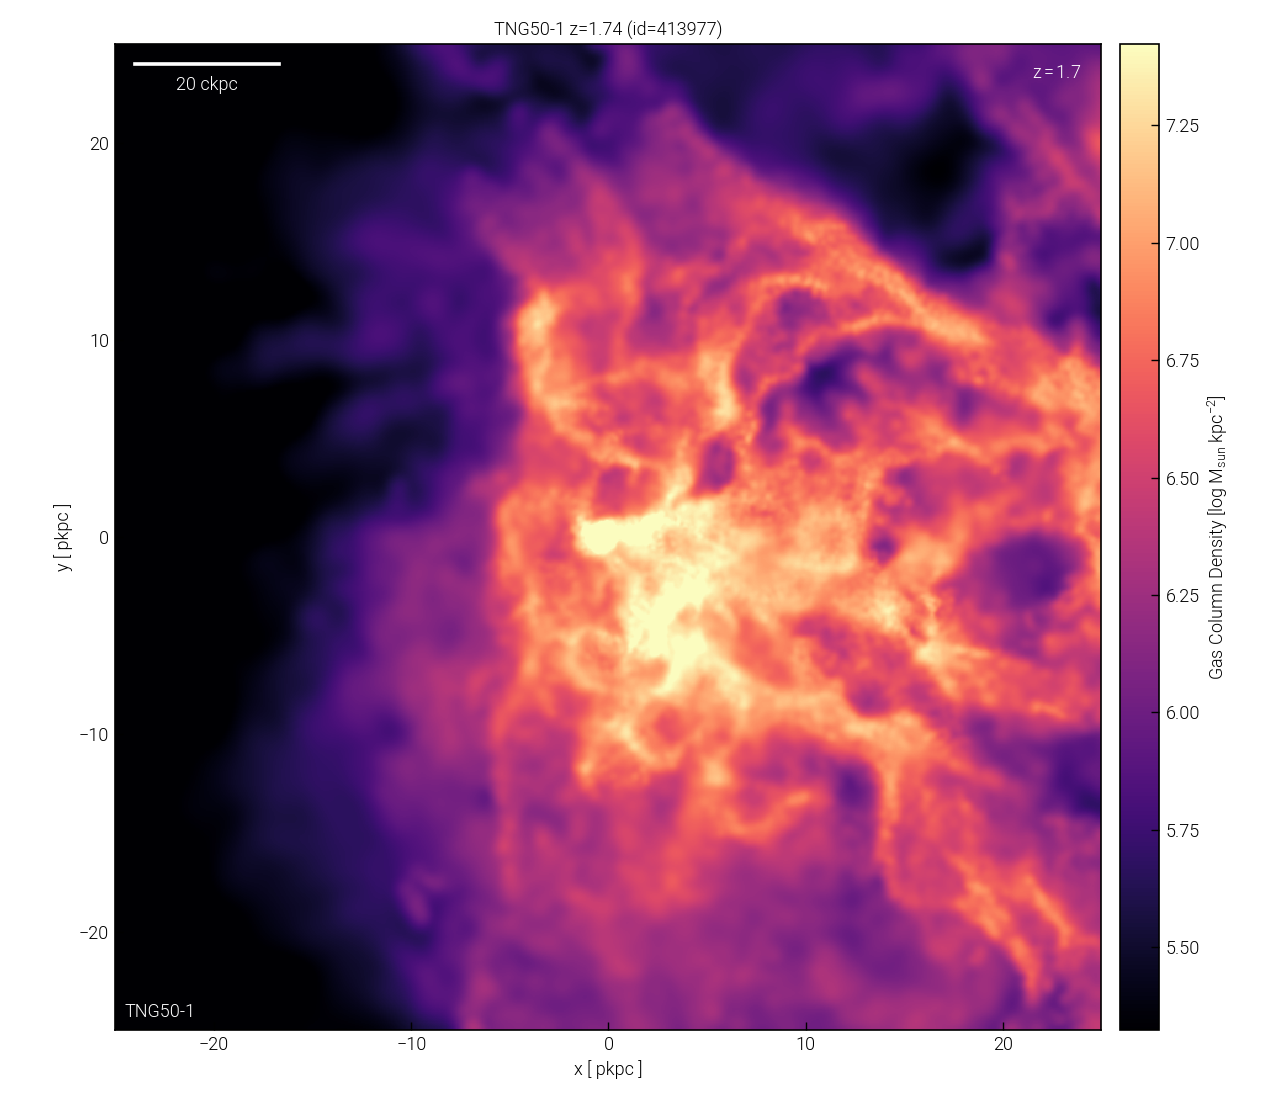 TNG50-1 z=1.74 (id=413977)
20 ckpc
z = 1.7
TNG50-1
20
10
0
−10
−20
y [ pkpc ]
−20
−10
0
10
20
x [ pkpc ]
7.25
7.00
6.75
6.50
6.25
6.00
5.75
5.50
Gas Column Density [log M_sun kpc⁻²]